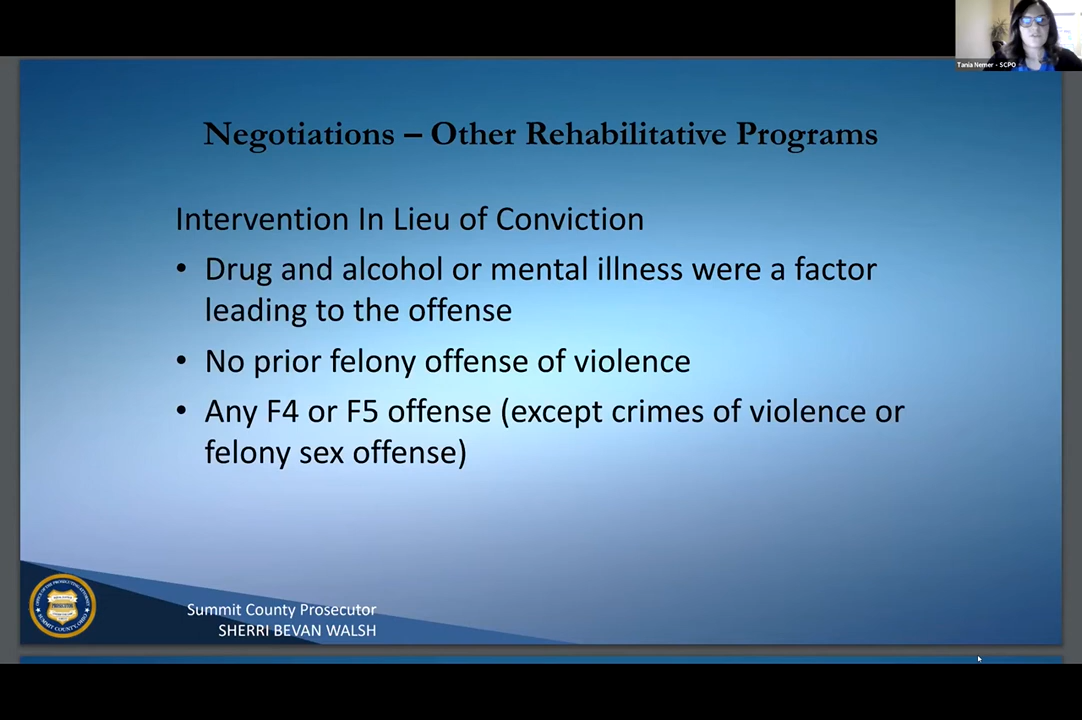 Tania Nemer - SCPO
Negotiations – Other Rehabilitative Programs
Intervention In Lieu of Conviction
• Drug and alcohol or mental illness were a factor
leading to the offense
• No prior felony offense of violence
• Any F4 or F5 offense (except crimes of violence or
felony sex offense)
PROSECUTOR
Summit County Prosecutor
SHERRI BEVAN WALSH